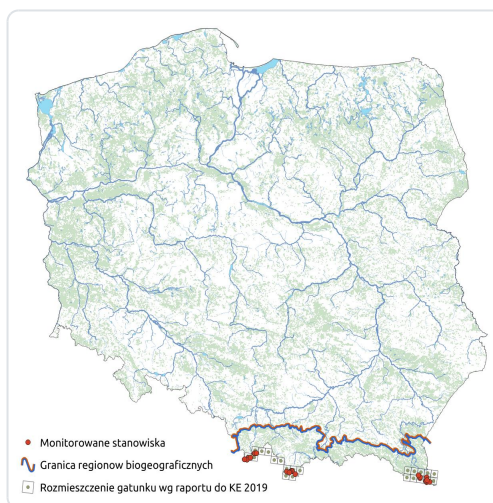 Monitorowane stanowiska
Granica regionow biogeograficznych
Rozmieszczenie gatunku wg raportu do KE 2019